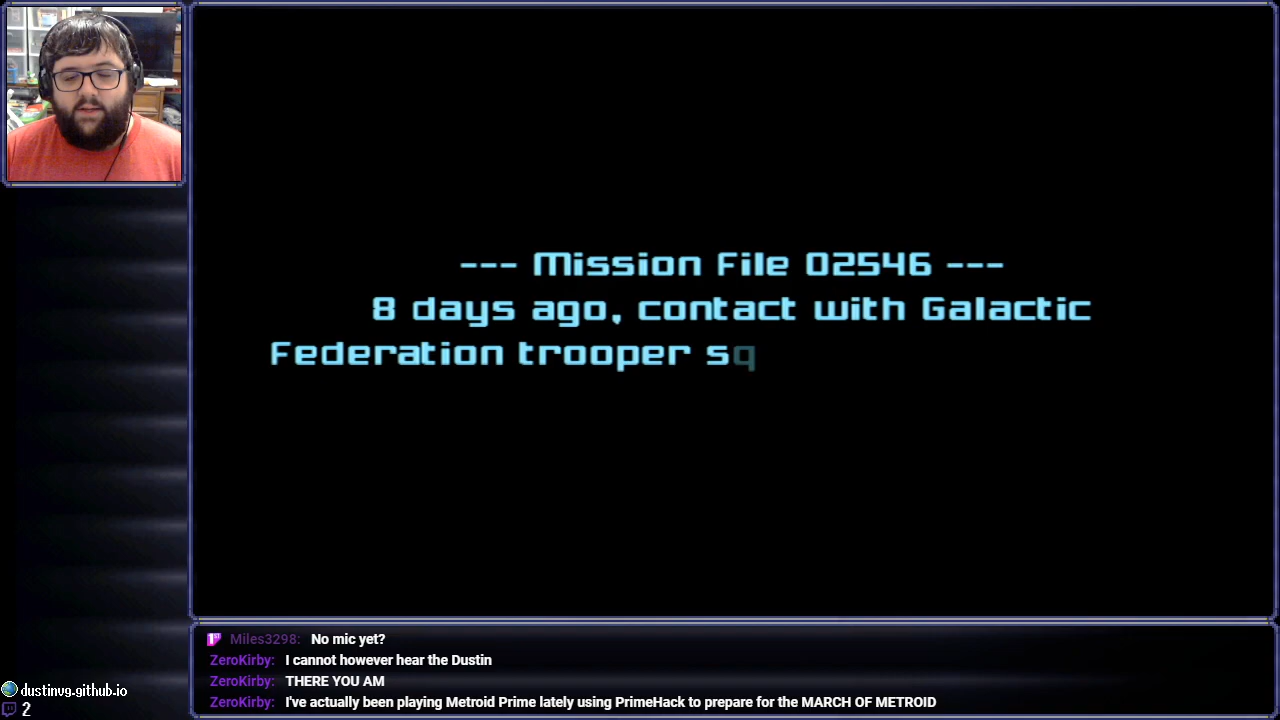 --- Mission File 02546 ---
8 days ago, contact with Galactic
Federation trooper sq
Miles3298: No mic yet?
ZeroKirby: I cannot however hear the Dustin
ZeroKirby: THERE YOU AM
ZeroKirby: I've actually been playing Metroid Prime lately using PrimeHack to prepare for the MARCH OF METROID
dustinvg.github.io
2